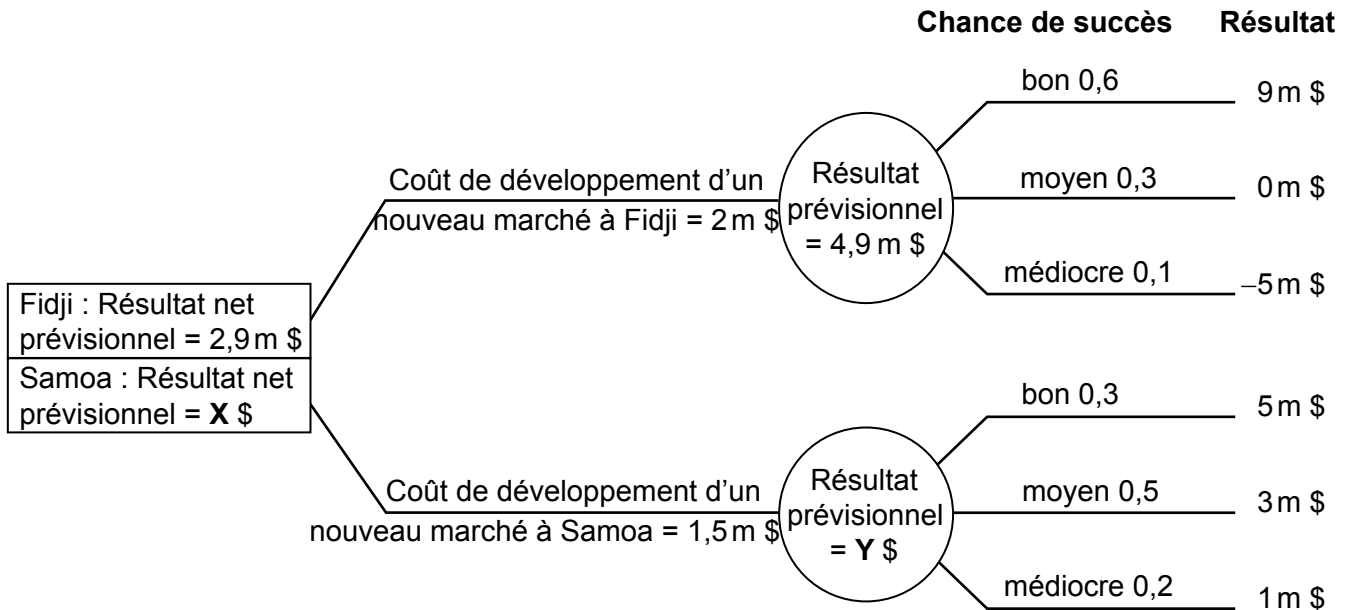 Chance de succès Résultat
bon 0,6 9 m $
Coût de développement d’un
nouveau marché à Fidji = 2 m $
Résultat
prévisionnel
= 4,9 m $
moyen 0,3 0 m $
médiocre 0,1 –5 m $
Fidji : Résultat net
prévisionnel = 2,9 m $
Samoa : Résultat net
prévisionnel = X $
bon 0,3 5 m $
Coût de développement d’un
nouveau marché à Samoa = 1,5 m $
Résultat
prévisionnel
= Y $
moyen 0,5 3 m $
médiocre 0,2 1 m $